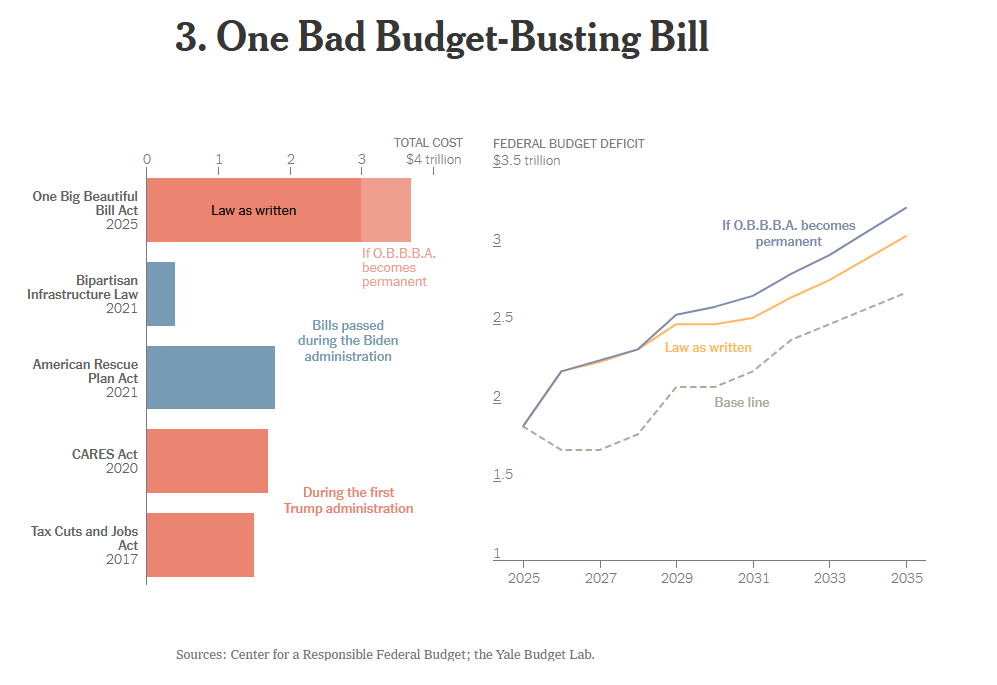 3. One Bad Budget-Busting Bill
TOTAL COST
0 1 2 3 $4 trillion
One Big Beautiful
Bill Act
2025
Law as written
If O.B.B.B.A.
becomes
permanent
Bipartisan
Infrastructure Law
2021
Bills passed
during the Biden
administration
American Rescue
Plan Act
2021
CARES Act
2020
During the first
Trump administration
Tax Cuts and Jobs
Act
2017
FEDERAL BUDGET DEFICIT
$3.5 trillion
If O.B.B.B.A. becomes
permanent
3
2.5
Law as written
2
Base line
1.5
1
2025 2027 2029 2031 2033 2035
Sources: Center for a Responsible Federal Budget; the Yale Budget Lab.